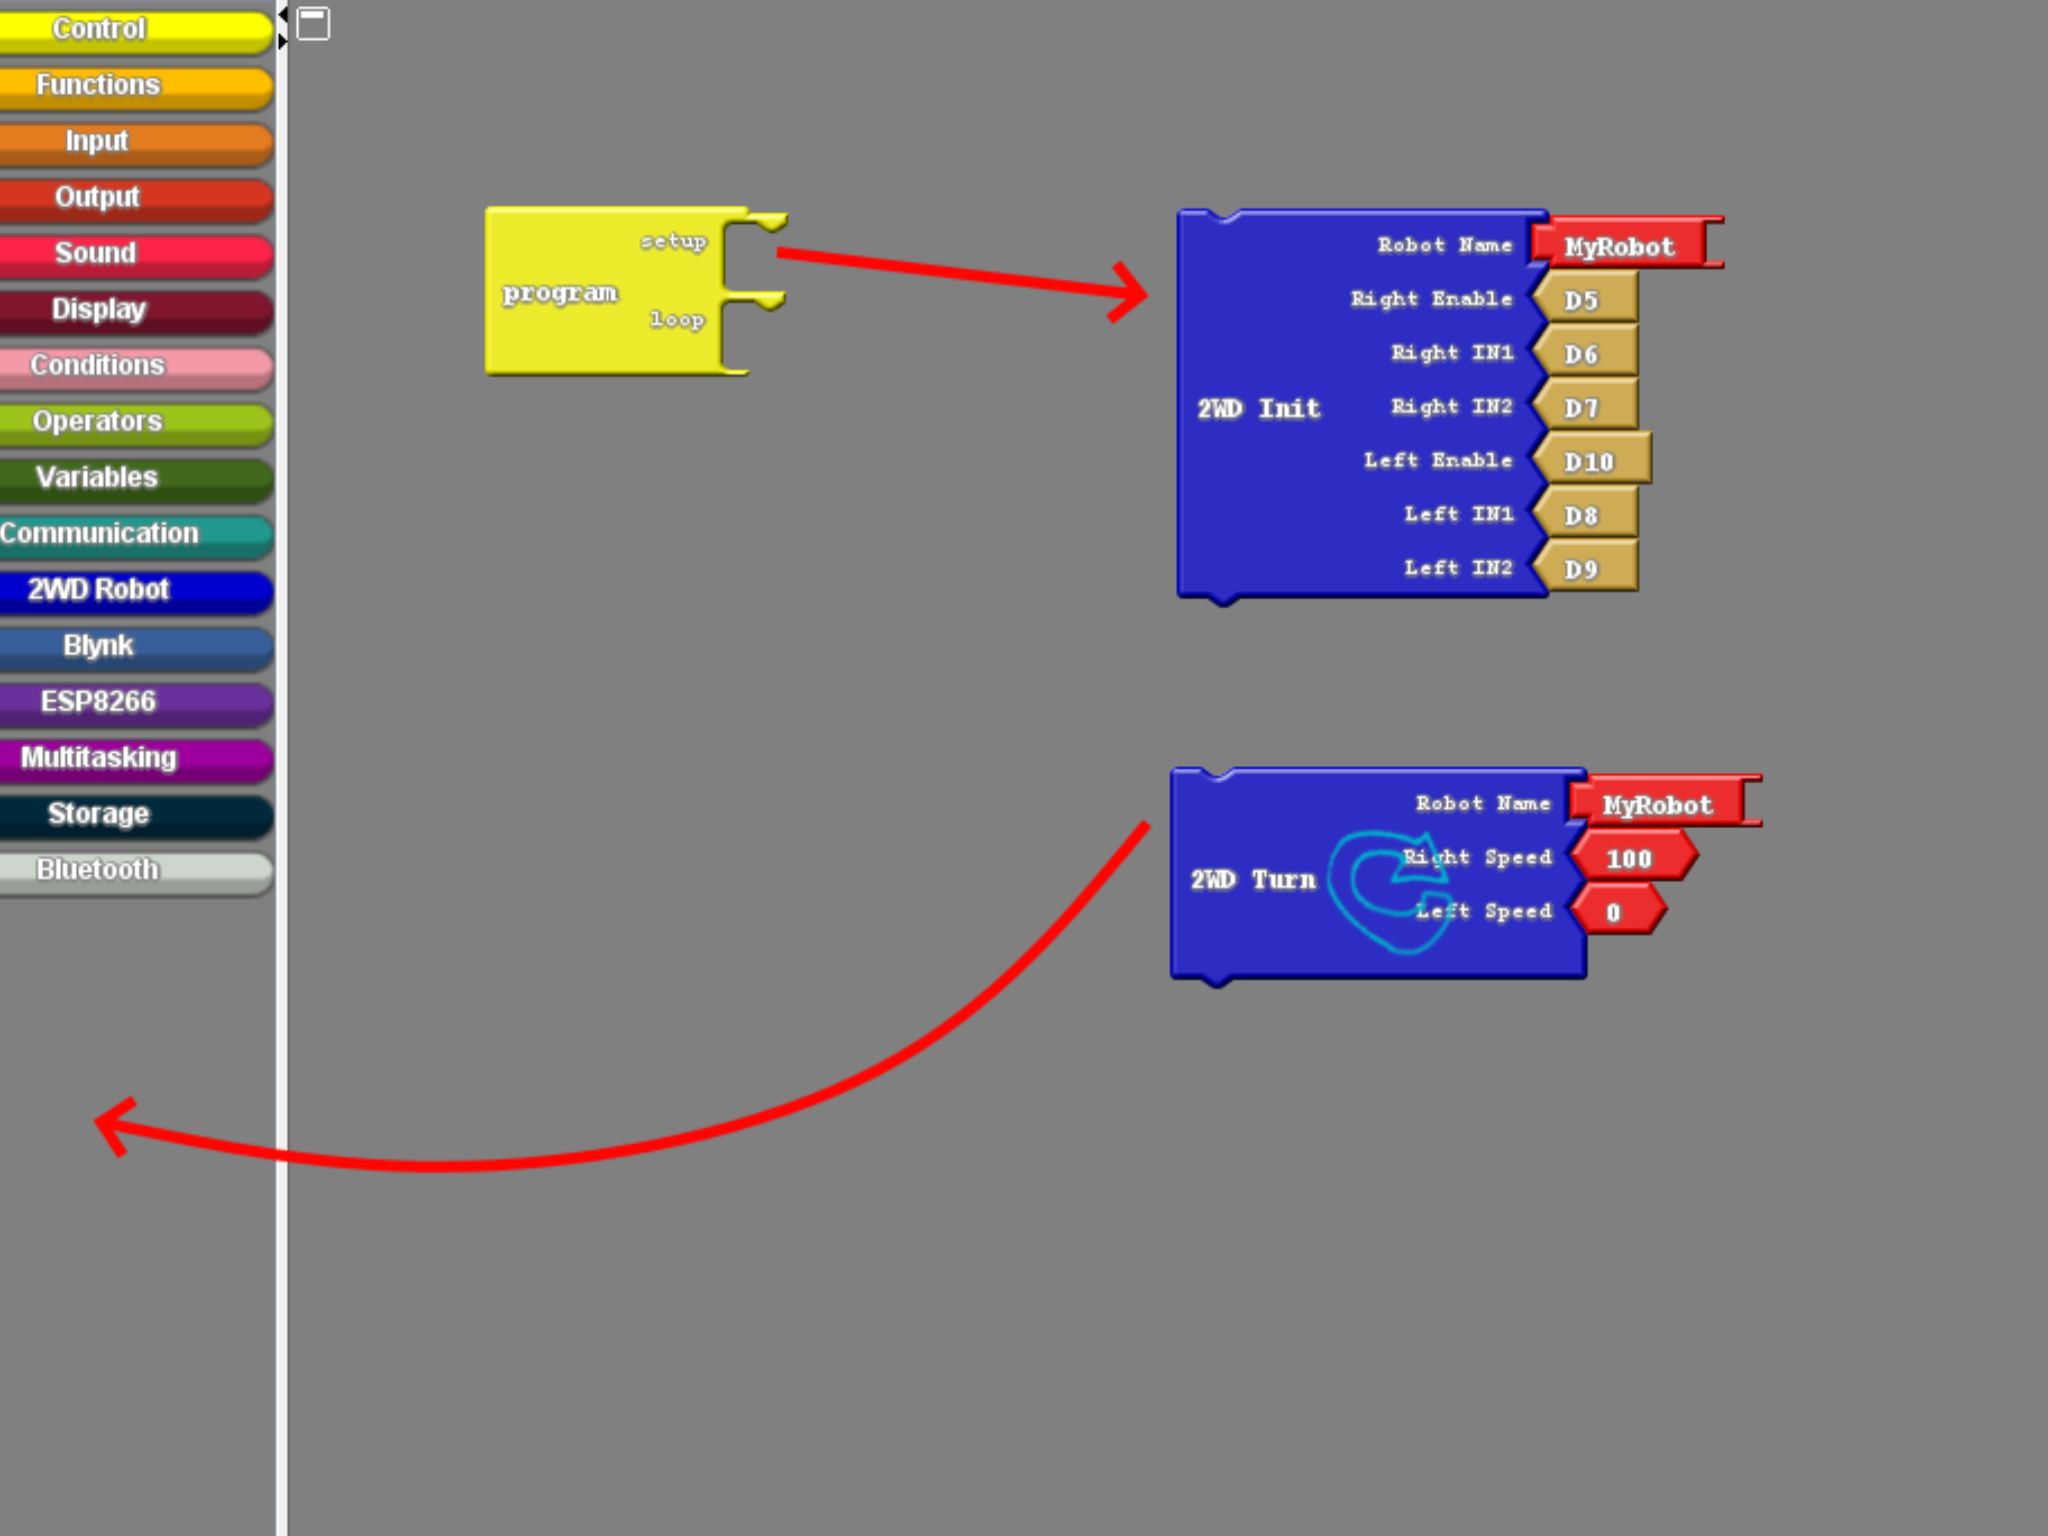 Control
Functions
Input
Output
Sound
Display
Conditions
Operators
Variables
Communication
2WD Robot
Blynk
ESP8266
Multitasking
Storage
Bluetooth
program
setup
loop
2WD Init
Robot Name MyRobot
Right Enable D5
Right IN1 D6
Right IN2 D7
Left Enable D10
Left IN1 D8
Left IN2 D9
2WD Turn
Robot Name MyRobot
Right Speed 100
Left Speed 0